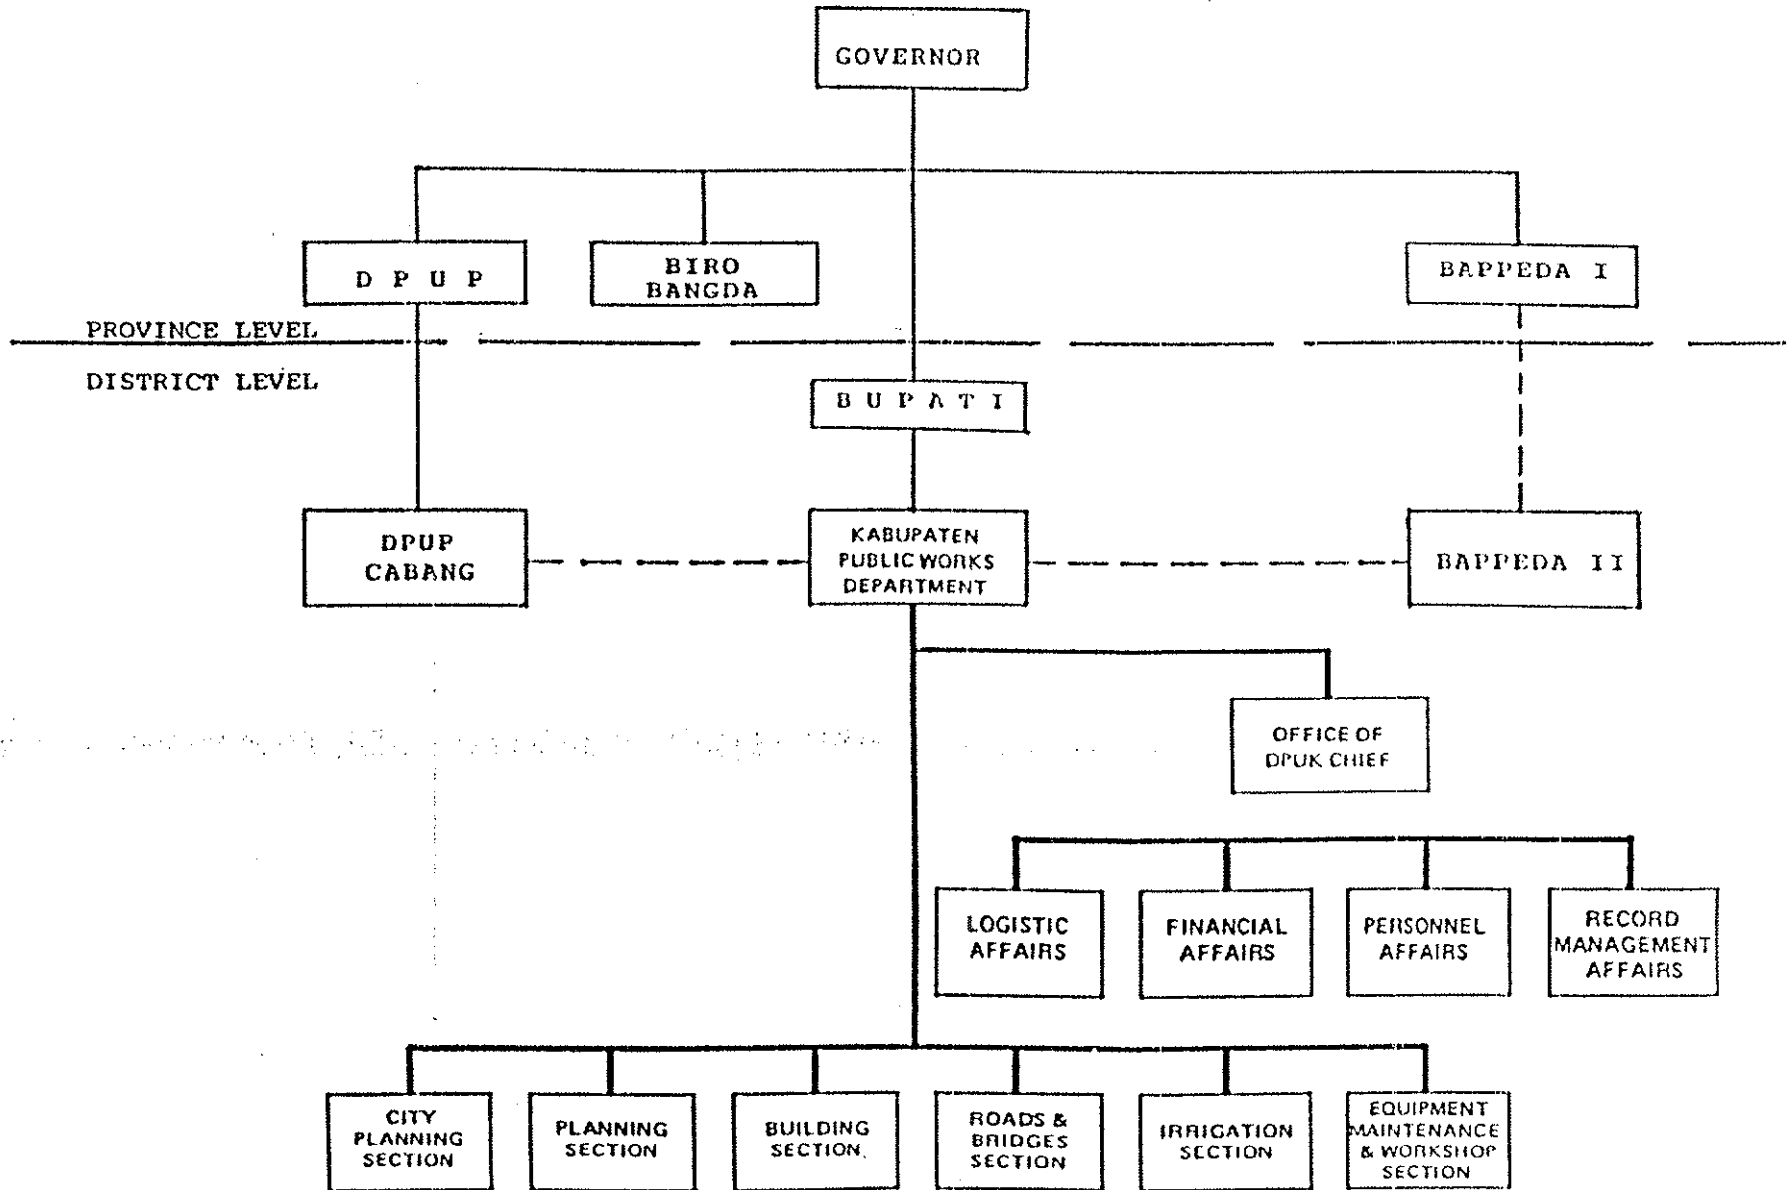 GOVERNOR
D P U P
BIRO
BANGDA
BAPPEDA I
PROVINCE LEVEL
DISTRICT LEVEL
B U P A T I
DPUP
CABANG
KABUPATEN
PUBLIC WORKS
DEPARTMENT
BAPPEDA II
OFFICE OF
DPUK CHIEF
LOGISTIC
AFFAIRS
FINANCIAL
AFFAIRS
PERSONNEL
AFFAIRS
RECORD
MANAGEMENT
AFFAIRS
CITY
PLANNING
SECTION
PLANNING
SECTION
BUILDING
SECTION
ROADS &
BRIDGES
SECTION
IRRIGATION
SECTION
EQUIPMENT
MAINTENANCE
& WORKSHOP
SECTION